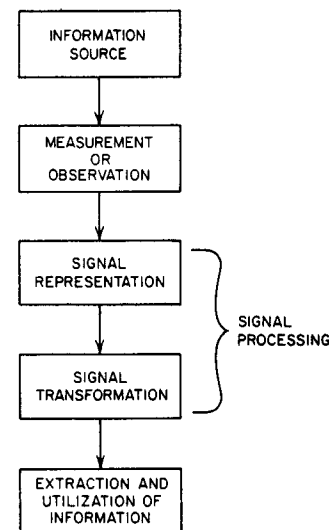 INFORMATION
SOURCE
MEASUREMENT
OR
OBSERVATION
SIGNAL
REPRESENTATION
SIGNAL
PROCESSING
SIGNAL
TRANSFORMATION
EXTRACTION AND
UTILIZATION OF
INFORMATION